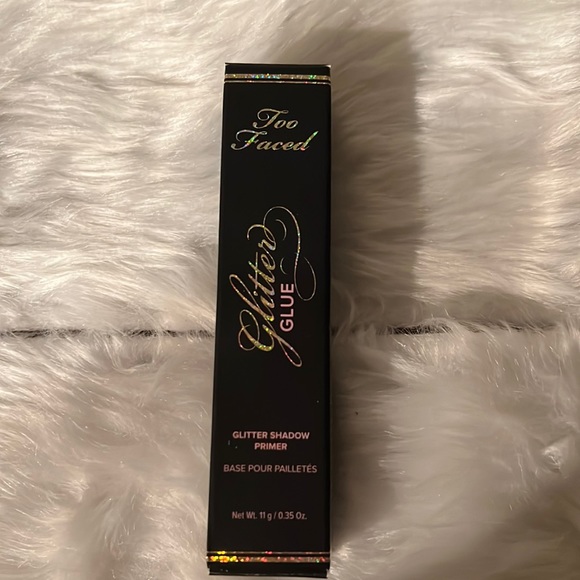 Too
Faced
Glitter
GLUE
GLITTER SHADOW
PRIMER
BASE POUR PAILLETÉS
Net Wt. 11 g / 0.35 Oz.